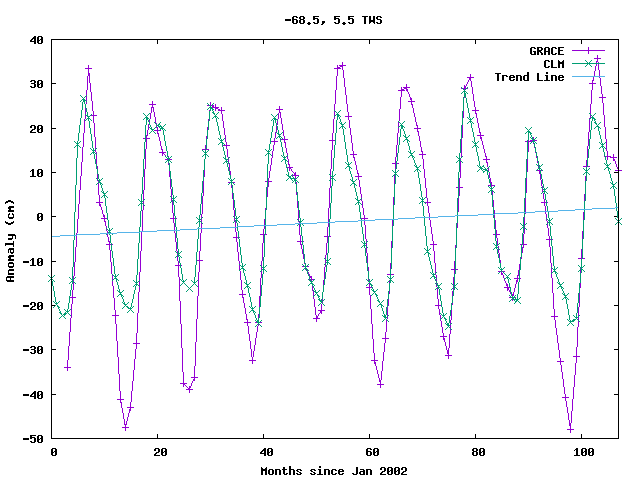 -68.5, 5.5 TWS
GRACE
CLM
Trend Line
Anomaly (cm)
40
30
20
10
0
-10
-20
-30
-40
-50
0 20 40 60 80 100
Months since Jan 2002